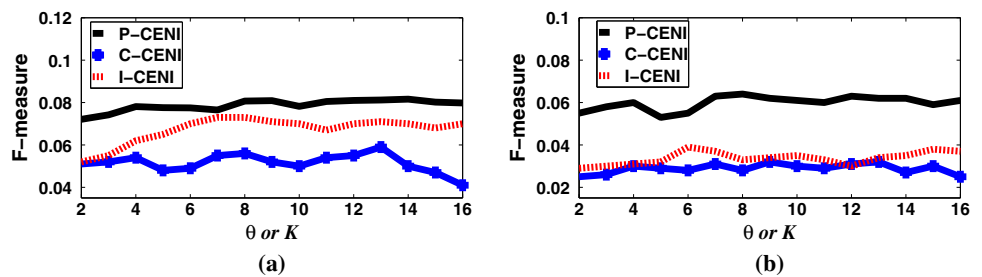 0.12
0.1
0.08
0.06
0.04
F−measure
P−CENI
C−CENI
I−CENI
2 4 6 8 10 12 14 16
θ or K
(a)
0.1
0.08
0.06
0.04
0.02
F−measure
P−CENI
C−CENI
I−CENI
2 4 6 8 10 12 14 16
θ or K
(b)